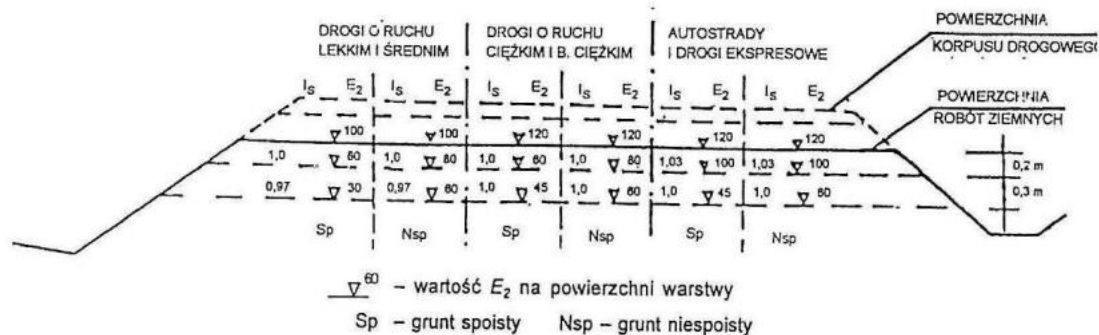 DROGI O RUCHU
LEKKIM I ŚREDNIM
DROGI O RUCHU
CIĘŻKIM I B. CIĘŻKIM
AUTOSTRADY
I DROGI EKSPRESOWE
POWIERZCHNIA
KORPUSU DROGOWEGO
POWIERZCHNIA
ROBÓT ZIEMNYCH
Is E2 Is E2 Is E2 Is E2 Is E2 Is E2
100 100 120 120 120 120
1,0 60 1,0 80 1,0 60 1,0 80 1,03 100 1,03 100
0,2 m
0,97 30 0,97 60 1,0 45 1,0 60 1,0 45 1,0 60
0,3 m
Sp Nsp Sp Nsp Sp Nsp
60 – wartość E2 na powierzchni warstwy
Sp – grunt spoisty Nsp – grunt niespoisty